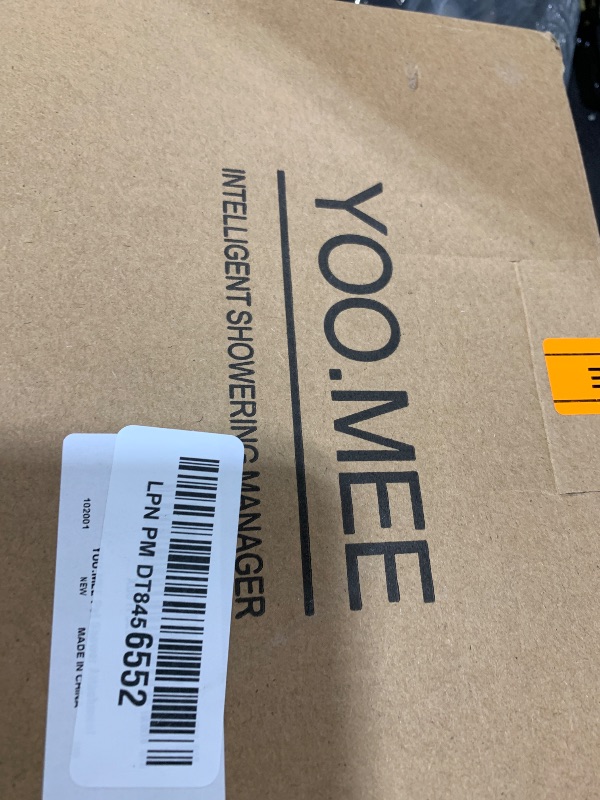 YOO.MEE
INTELLIGENT SHOWERING MANAGER
LPN PM DT8456552
102001
NEW
MADE IN CHINA